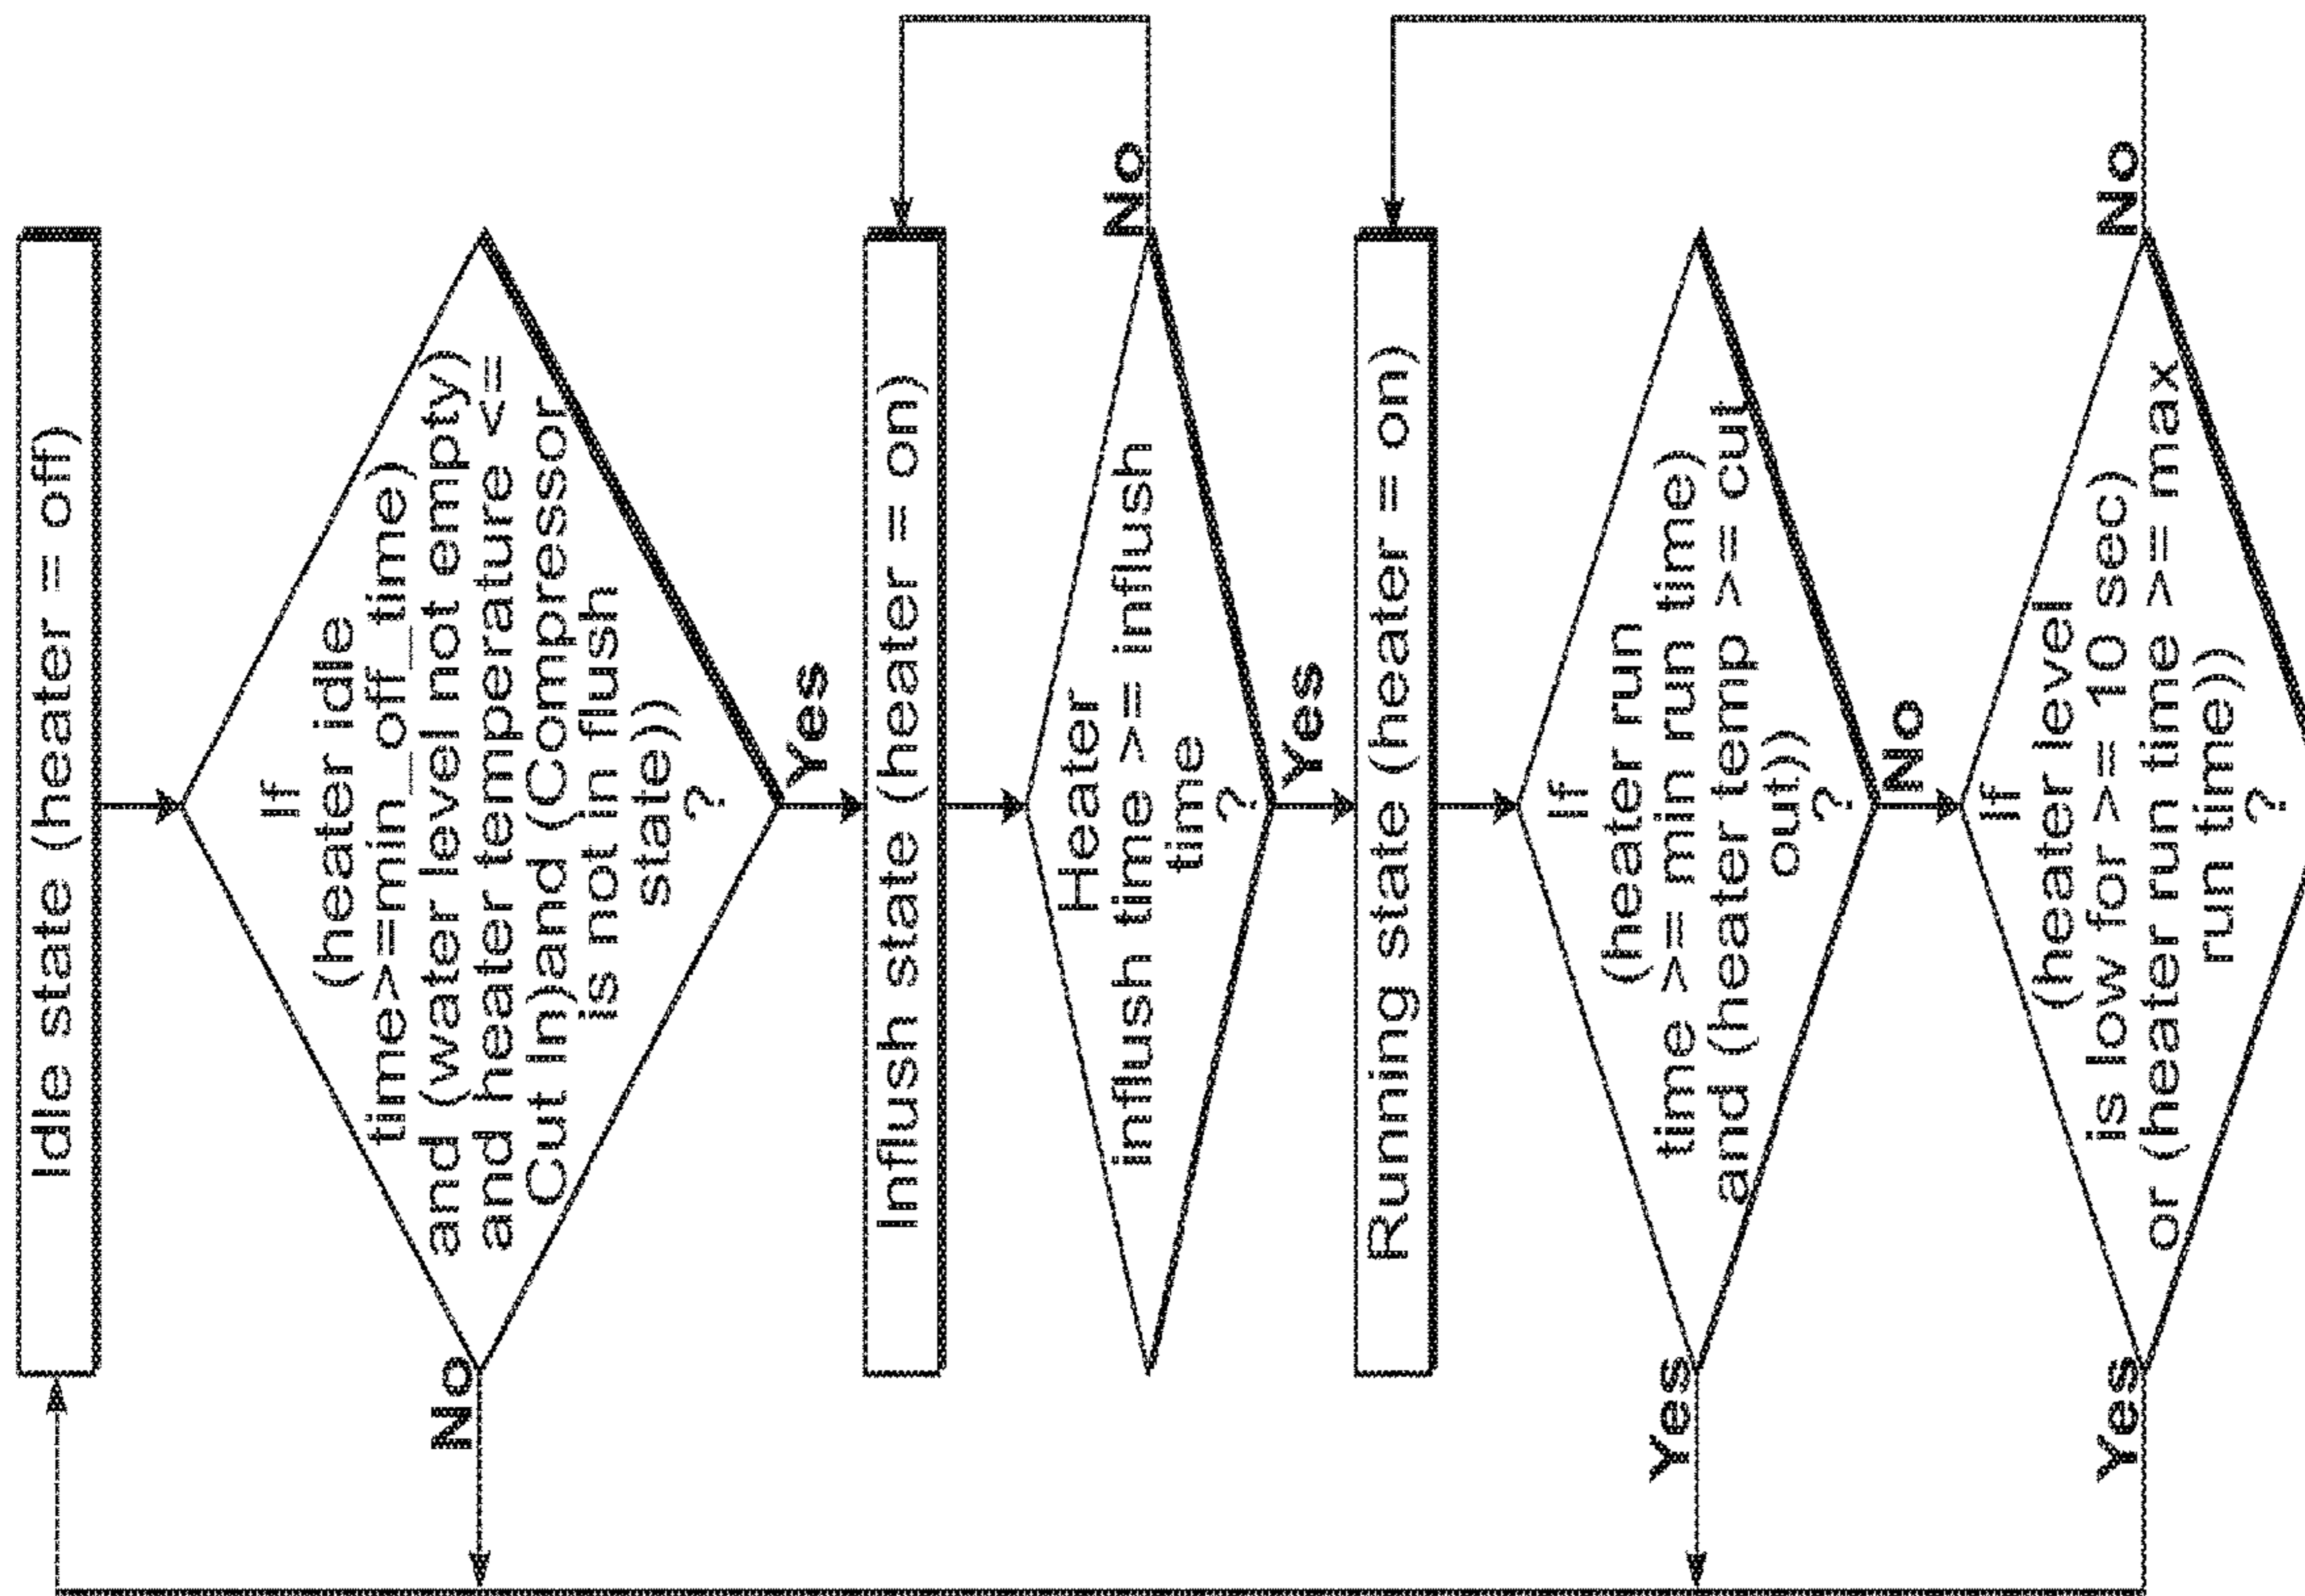 Idle state (heater = off)
If
(heater idle
time>=min_off_time)
and (water level not empty)
and heater temperature <=
Cut in)and (Compressor
is not in flush
state))
?
No
Yes
Inflush state (heater = on)
Heater
inflush time >= inflush
time
?
No
Yes
Running state (heater = on)
If
(heater run
time >= min run time)
and (heater temp >= cut
out))
?
Yes
No
If
(heater level
is low for >= 10 sec)
or (heater run time >= max
run time))
?
Yes
No